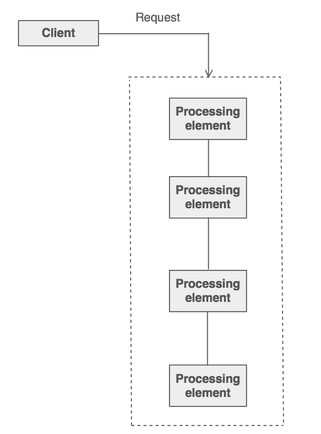 Request
Client
Processing
element
Processing
element
Processing
element
Processing
element